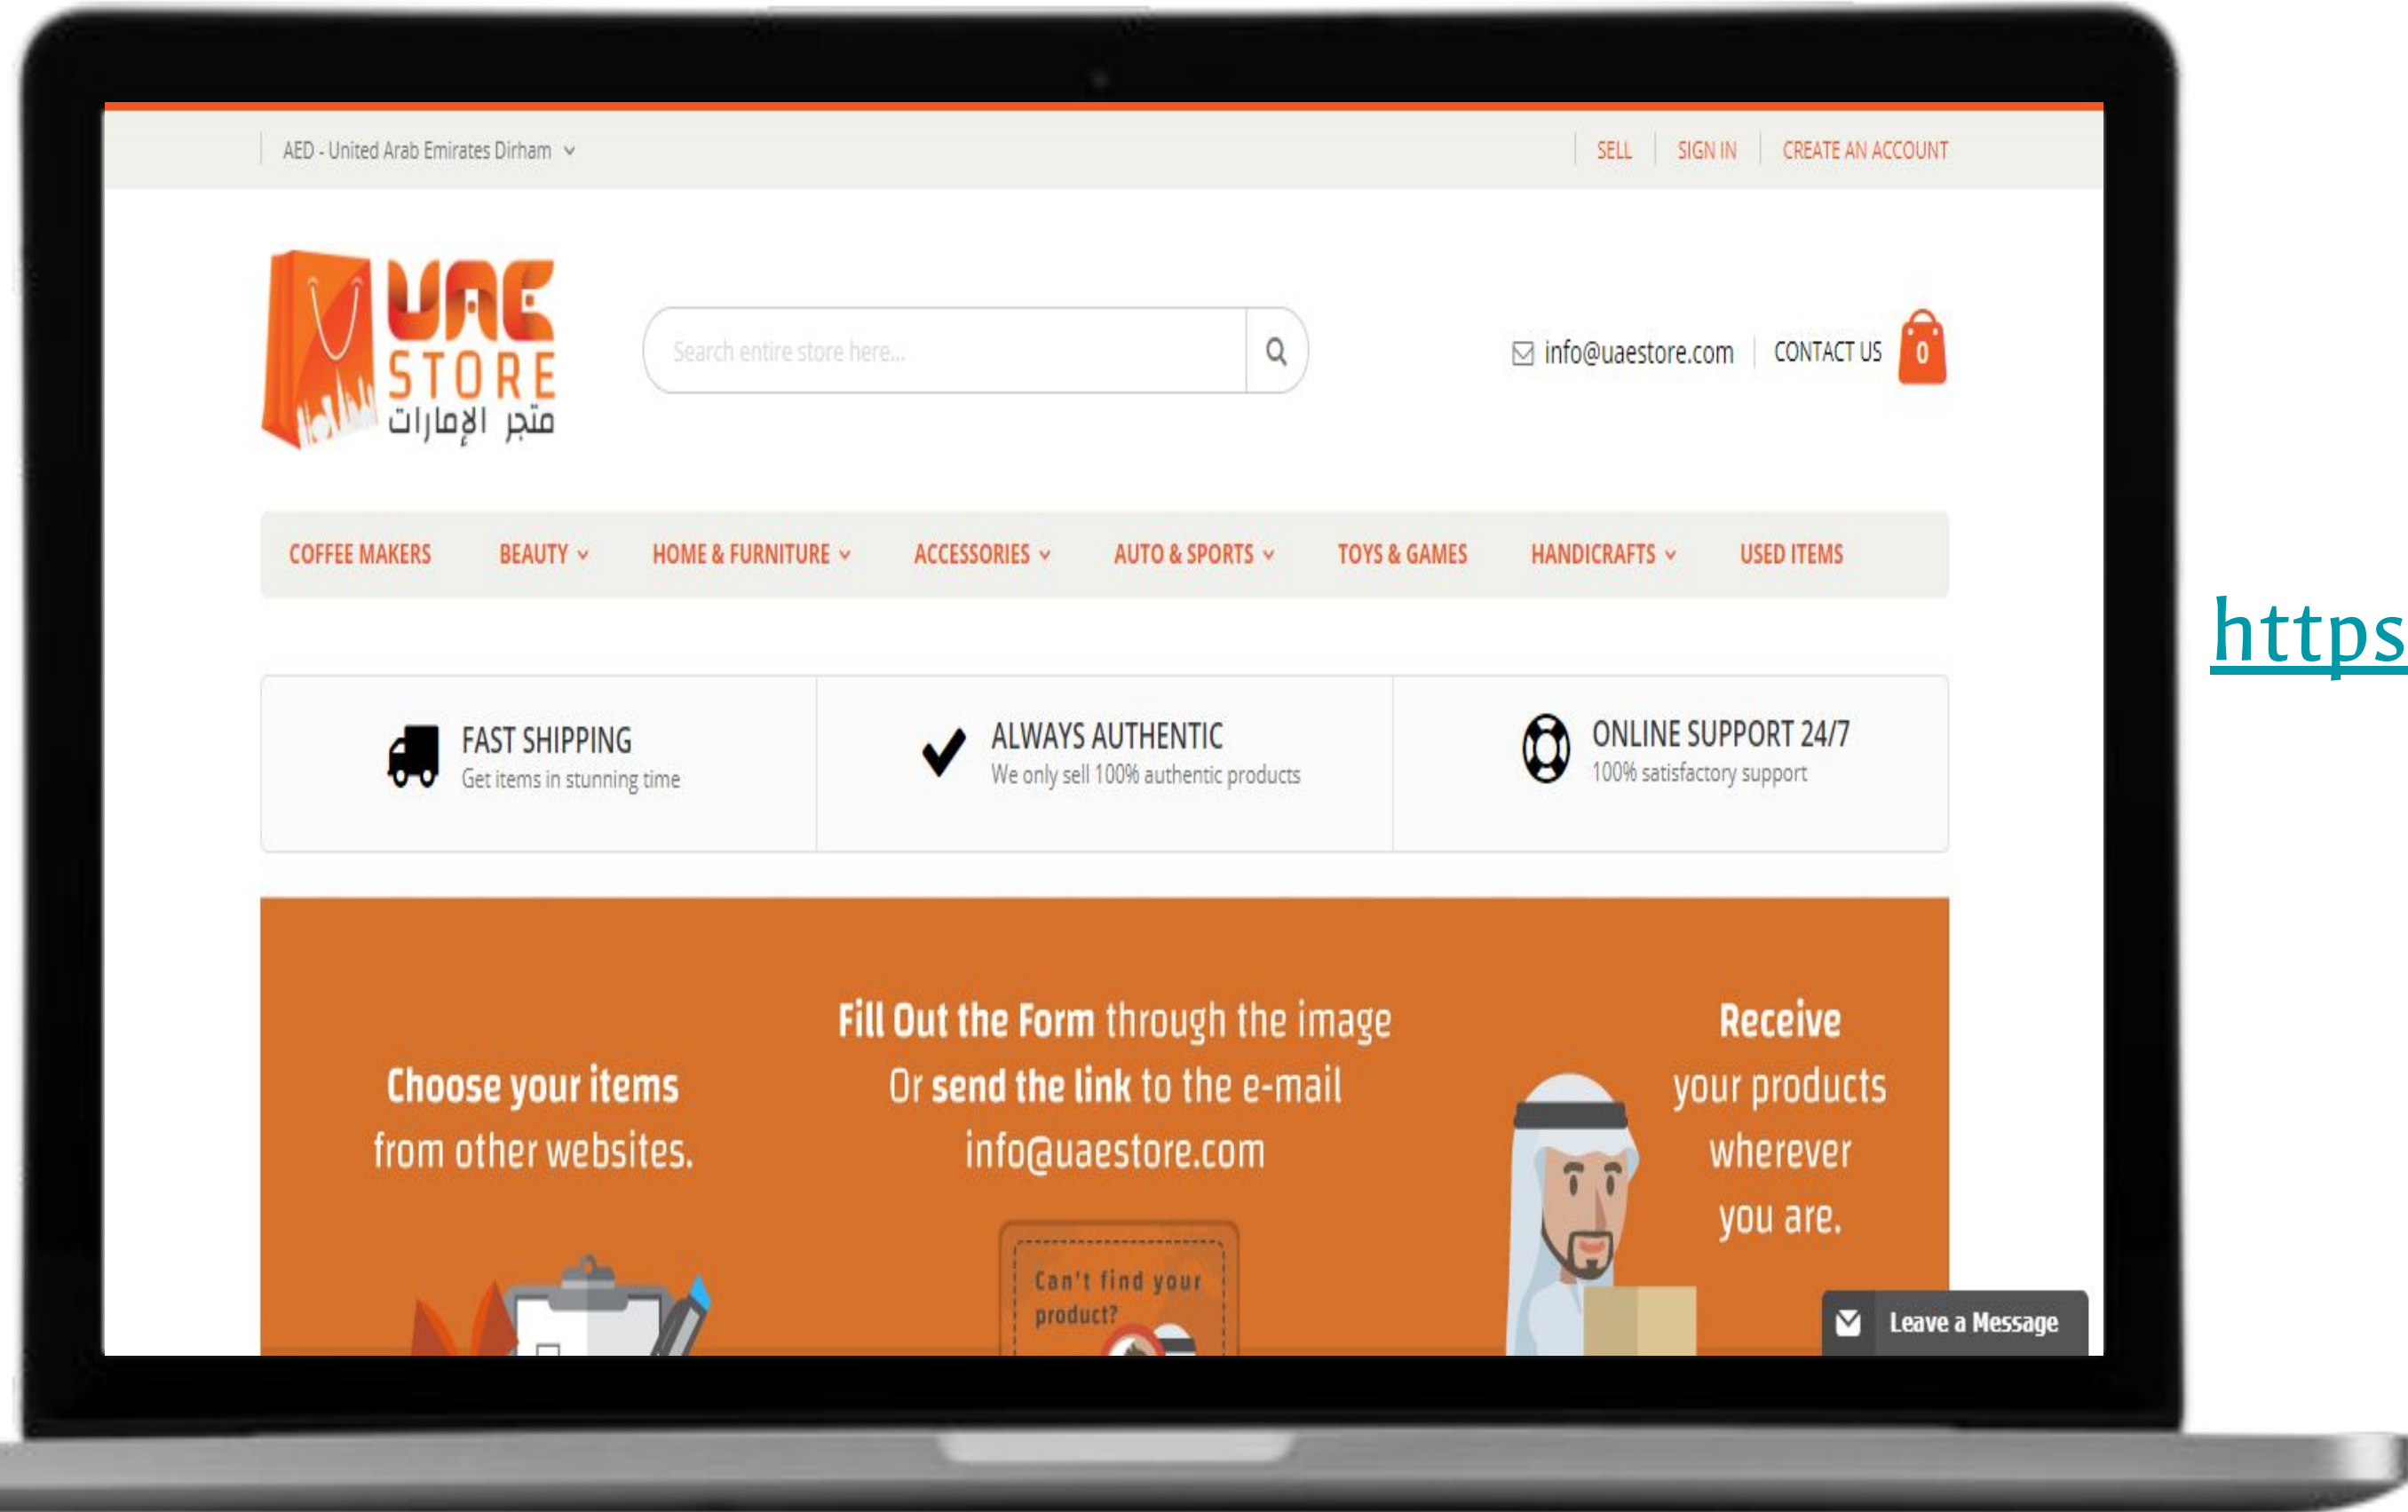 AED - United Arab Emirates Dirham
SELL
SIGN IN
CREATE AN ACCOUNT
UAE
STORE
متجر الإمارات
Search entire store here...
info@uaestore.com
CONTACT US
0
COFFEE MAKERS
BEAUTY
HOME & FURNITURE
ACCESSORIES
AUTO & SPORTS
TOYS & GAMES
HANDICRAFTS
USED ITEMS
https
FAST SHIPPING
Get items in stunning time
ALWAYS AUTHENTIC
We only sell 100% authentic products
ONLINE SUPPORT 24/7
100% satisfactory support
Choose your items
from other websites.
Fill Out the Form through the image
Or send the link to the e-mail
info@uaestore.com
Can't find your
product?
Receive
your products
wherever
you are.
Leave a Message